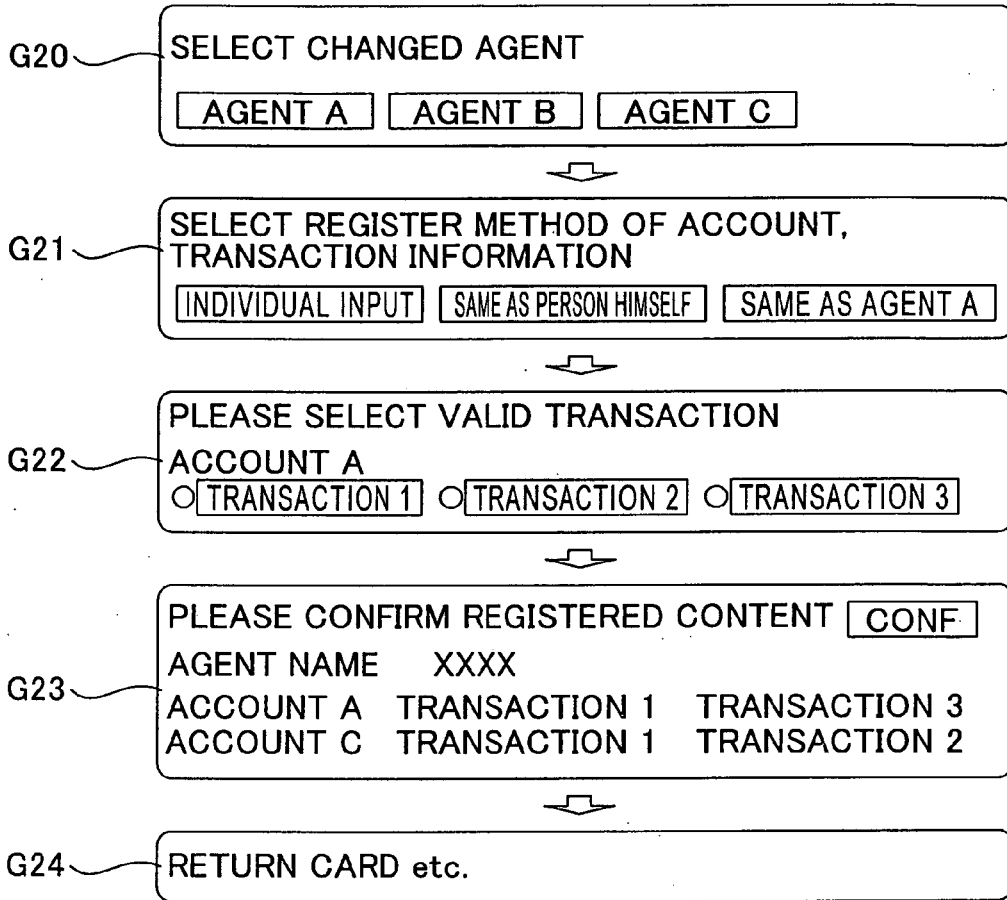 G20
SELECT CHANGED AGENT
AGENT A AGENT B AGENT C
G21
SELECT REGISTER METHOD OF ACCOUNT,
TRANSACTION INFORMATION
INDIVIDUAL INPUT SAME AS PERSON HIMSELF SAME AS AGENT A
G22
PLEASE SELECT VALID TRANSACTION
ACCOUNT A
TRANSACTION 1 TRANSACTION 2 TRANSACTION 3
G23
PLEASE CONFIRM REGISTERED CONTENT CONF
AGENT NAME XXXX
ACCOUNT A TRANSACTION 1 TRANSACTION 3
ACCOUNT C TRANSACTION 1 TRANSACTION 2
G24
RETURN CARD etc.